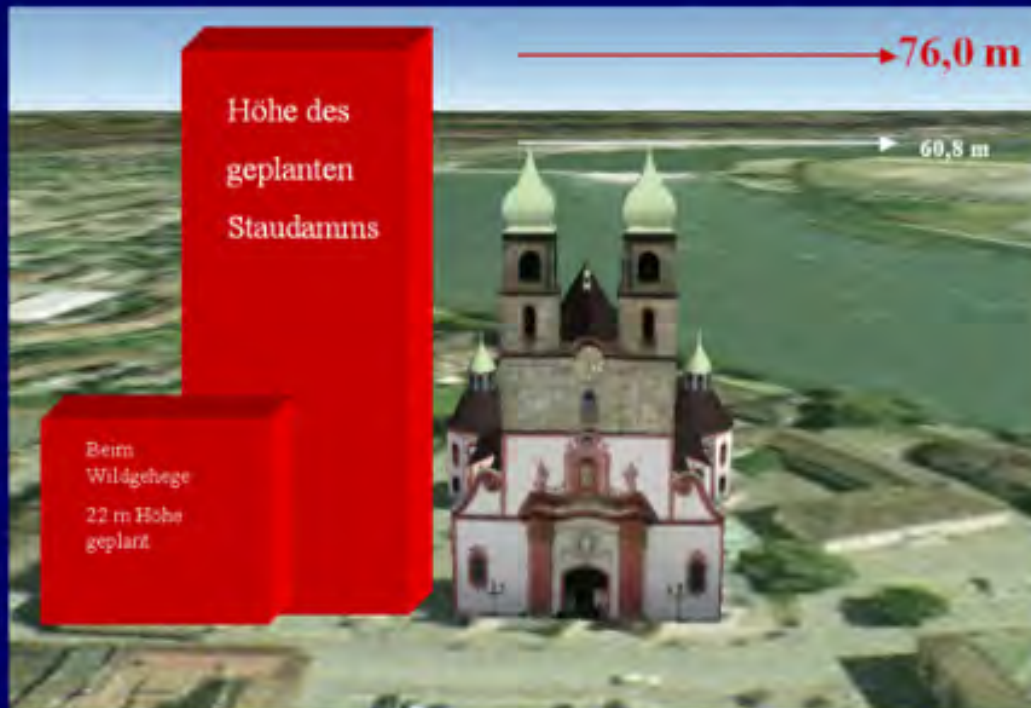 76,0 m
Höhe des
geplanten
Staudamms
60,8 m
Beim
Wildgehege
22 m Höhe
geplant